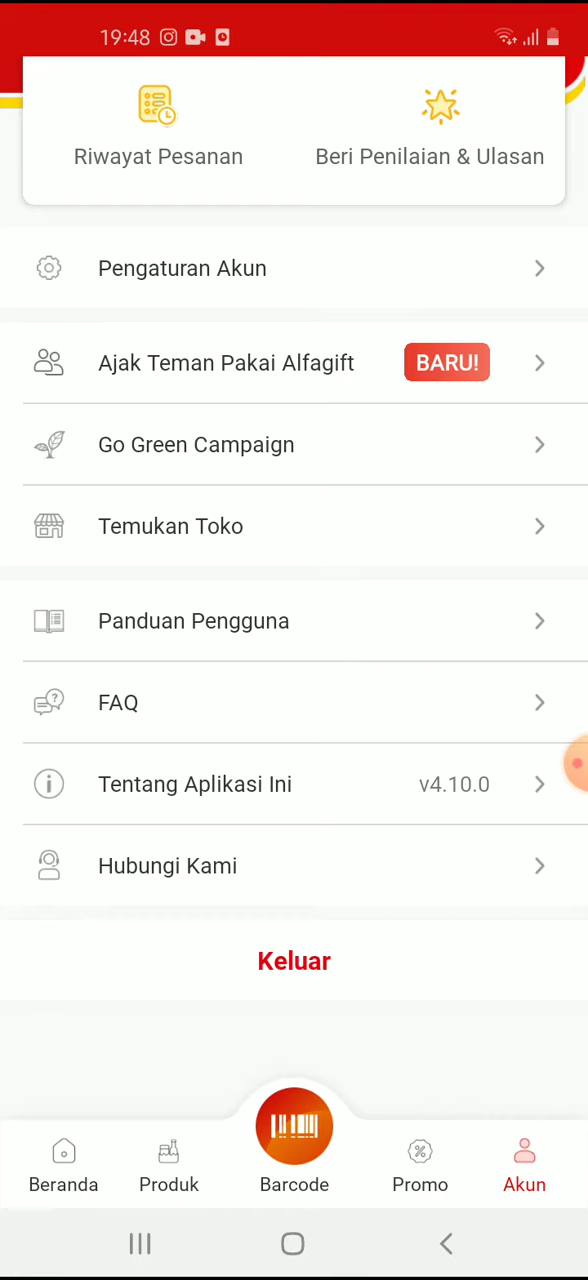 19:48
Riwayat Pesanan
Beri Penilaian & Ulasan
Pengaturan Akun
Ajak Teman Pakai Alfagift BARU!
Go Green Campaign
Temukan Toko
Panduan Pengguna
FAQ
Tentang Aplikasi Ini v4.10.0
Hubungi Kami
Keluar
Beranda Produk Barcode Promo Akun